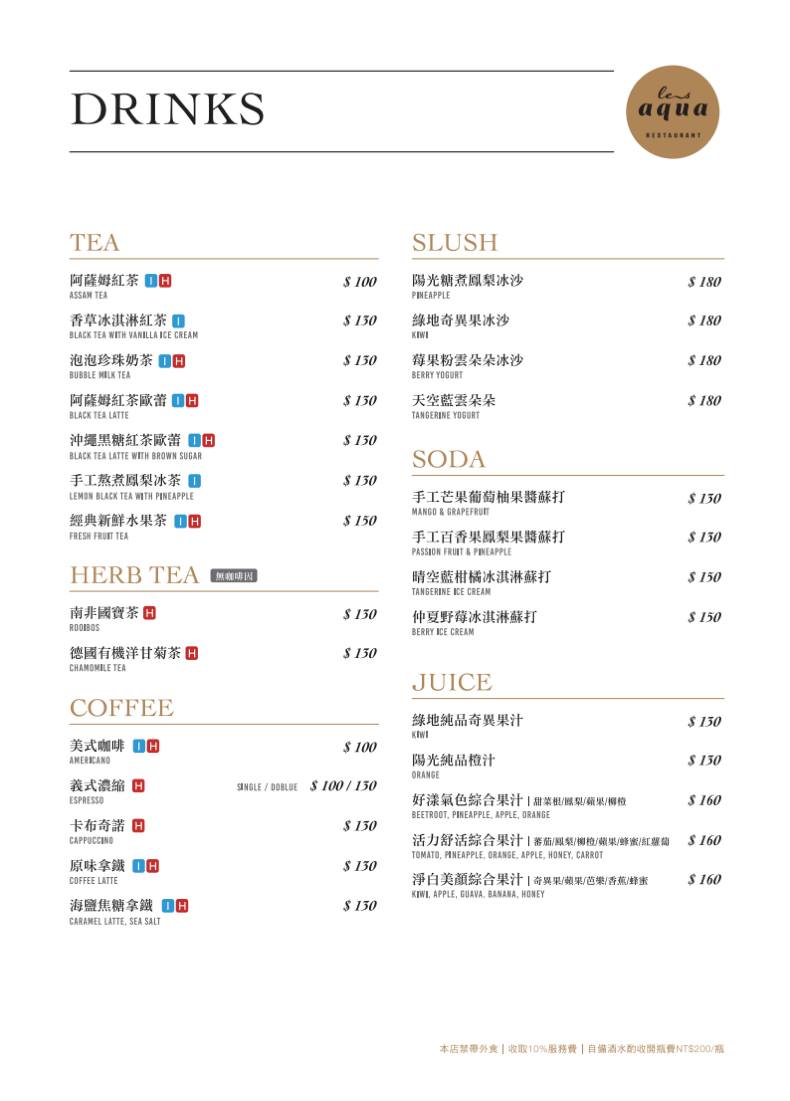 DRINKS
les
aqua
RESTAURANT
TEA
阿薩姆紅茶 I H $ 100
ASSAM TEA
香草冰淇淋紅茶 I $ 130
BLACK TEA WITH VANILLA ICE CREAM
泡泡珍珠奶茶 I H $ 130
BUBBLE MILK TEA
阿薩姆紅茶歐蕾 I H $ 130
BLACK TEA LATTE
沖繩黑糖紅茶歐蕾 I H $ 130
BLACK TEA LATTE WITH BROWN SUGAR
手工熬煮鳳梨冰茶 I $ 130
LEMON BLACK TEA WITH PINEAPPLE
經典新鮮水果茶 I H $ 150
FRESH FRUIT TEA
HERB TEA 無咖啡因
南非國寶茶 H $ 130
ROOIBOS
德國有機洋甘菊茶 H $ 130
CHAMOMILE TEA
COFFEE
美式咖啡 I H $ 100
AMERICANO
義式濃縮 H SINGLE / DOBLUE $ 100 / 130
ESPRESSO
卡布奇諾 H $ 130
CAPPUCCINO
原味拿鐵 I H $ 130
COFFEE LATTE
海鹽焦糖拿鐵 I H $ 130
CARAMEL LATTE, SEA SALT
SLUSH
陽光糖煮鳳梨冰沙 $ 180
PINEAPPLE
綠地奇異果冰沙 $ 180
KIWI
莓果粉雲朵朵冰沙 $ 180
BERRY YOGURT
天空藍雲朵朵 $ 180
TANGERINE YOGURT
SODA
手工芒果葡萄柚果醬蘇打 $ 130
MANGO & GRAPEFRUIT
手工百香果鳳梨果醬蘇打 $ 130
PASSION FRUIT & PINEAPPLE
晴空藍柑橘冰淇淋蘇打 $ 150
TANGERINE ICE CREAM
仲夏野莓冰淇淋蘇打 $ 150
BERRY ICE CREAM
JUICE
綠地純品奇異果汁 $ 130
KIWI
陽光純品橙汁 $ 130
ORANGE
好漾氣色綜合果汁 | 甜菜根/鳳梨/蘋果/柳橙 $ 160
BEETROOT, PINEAPPLE, APPLE, ORANGE
活力舒活綜合果汁 | 蕃茄/鳳梨/柳橙/蘋果/蜂蜜/紅蘿蔔 $ 160
TOMATO, PINEAPPLE, ORANGE, APPLE, HONEY, CARROT
淨白美顏綜合果汁 | 奇異果/蘋果/芭樂/香蕉/蜂蜜 $ 160
KIWI, APPLE, GUAVA, BANANA, HONEY
本店禁帶外食 | 收取10%服務費 | 自備酒水酌收開瓶費NT$200/瓶